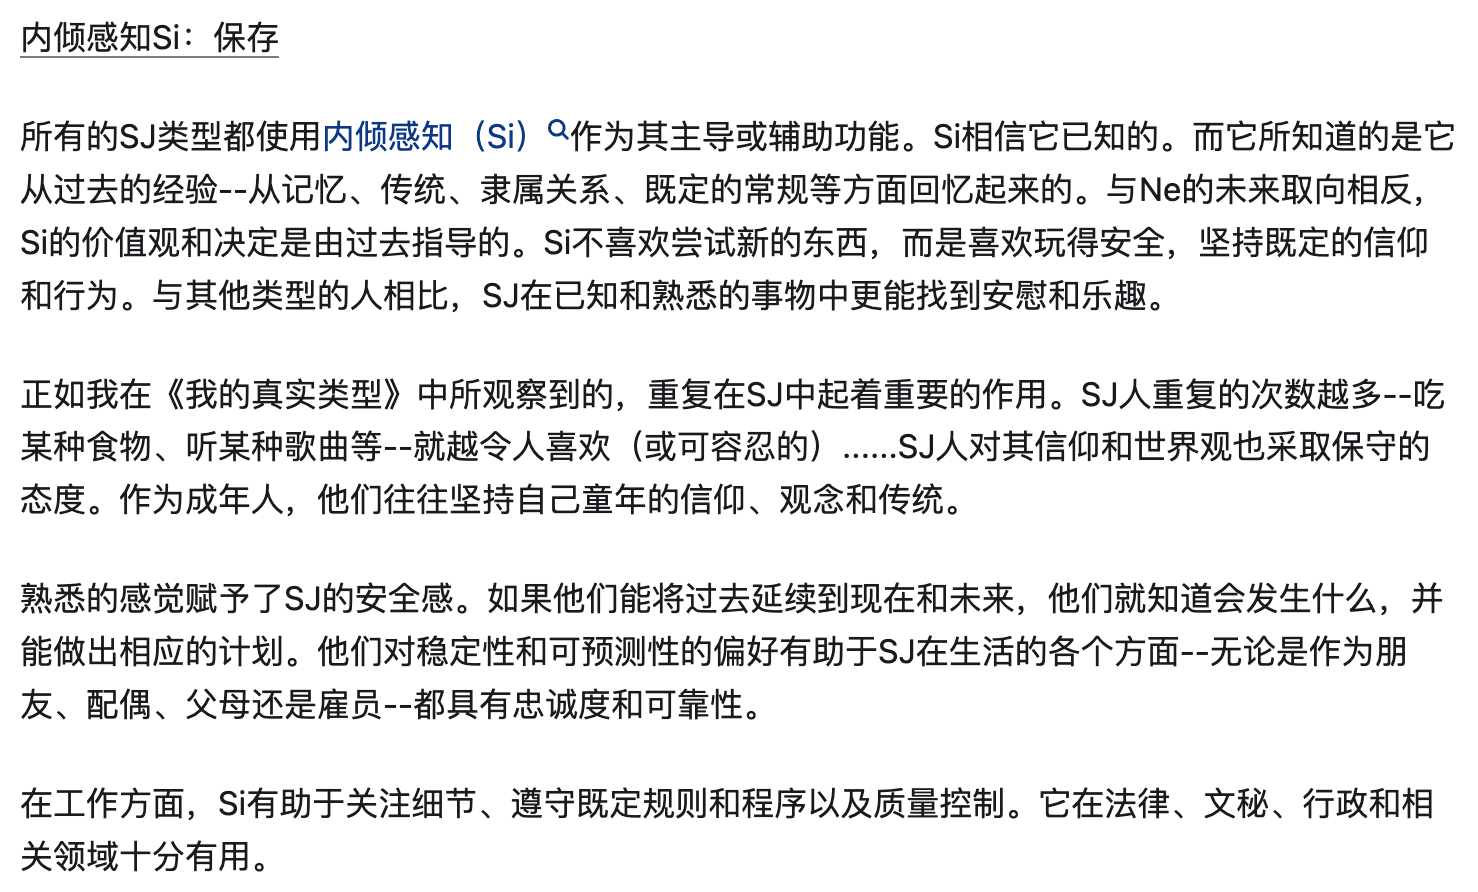 内倾感知Si：保存
所有的SJ类型都使用内倾感知（Si）作为其主导或辅助功能。Si相信它已知的。而它所知道的是它
从过去的经验--从记忆、传统、隶属关系、既定的常规等方面回忆起来的。与Ne的未来取向相反，
Si的价值观和决定是由过去指导的。Si不喜欢尝试新的东西，而是喜欢玩得安全，坚持既定的信仰
和行为。与其他类型的人相比，SJ在已知和熟悉的事物中更能找到安慰和乐趣。
正如我在《我的真实类型》中所观察到的，重复在SJ中起着重要的作用。SJ人重复的次数越多--吃
某种食物、听某种歌曲等--就越令人喜欢（或可容忍的）......SJ人对其信仰和世界观也采取保守的
态度。作为成年人，他们往往坚持自己童年的信仰、观念和传统。
熟悉的感觉赋予了SJ的安全感。如果他们能将过去延续到现在和未来，他们就知道会发生什么，并
能做出相应的计划。他们对稳定性和可预测性的偏好有助于SJ在生活的各个方面--无论是作为朋
友、配偶、父母还是雇员--都具有忠诚度和可靠性。
在工作方面，Si有助于关注细节、遵守既定规则和程序以及质量控制。它在法律、文秘、行政和相
关领域十分有用。